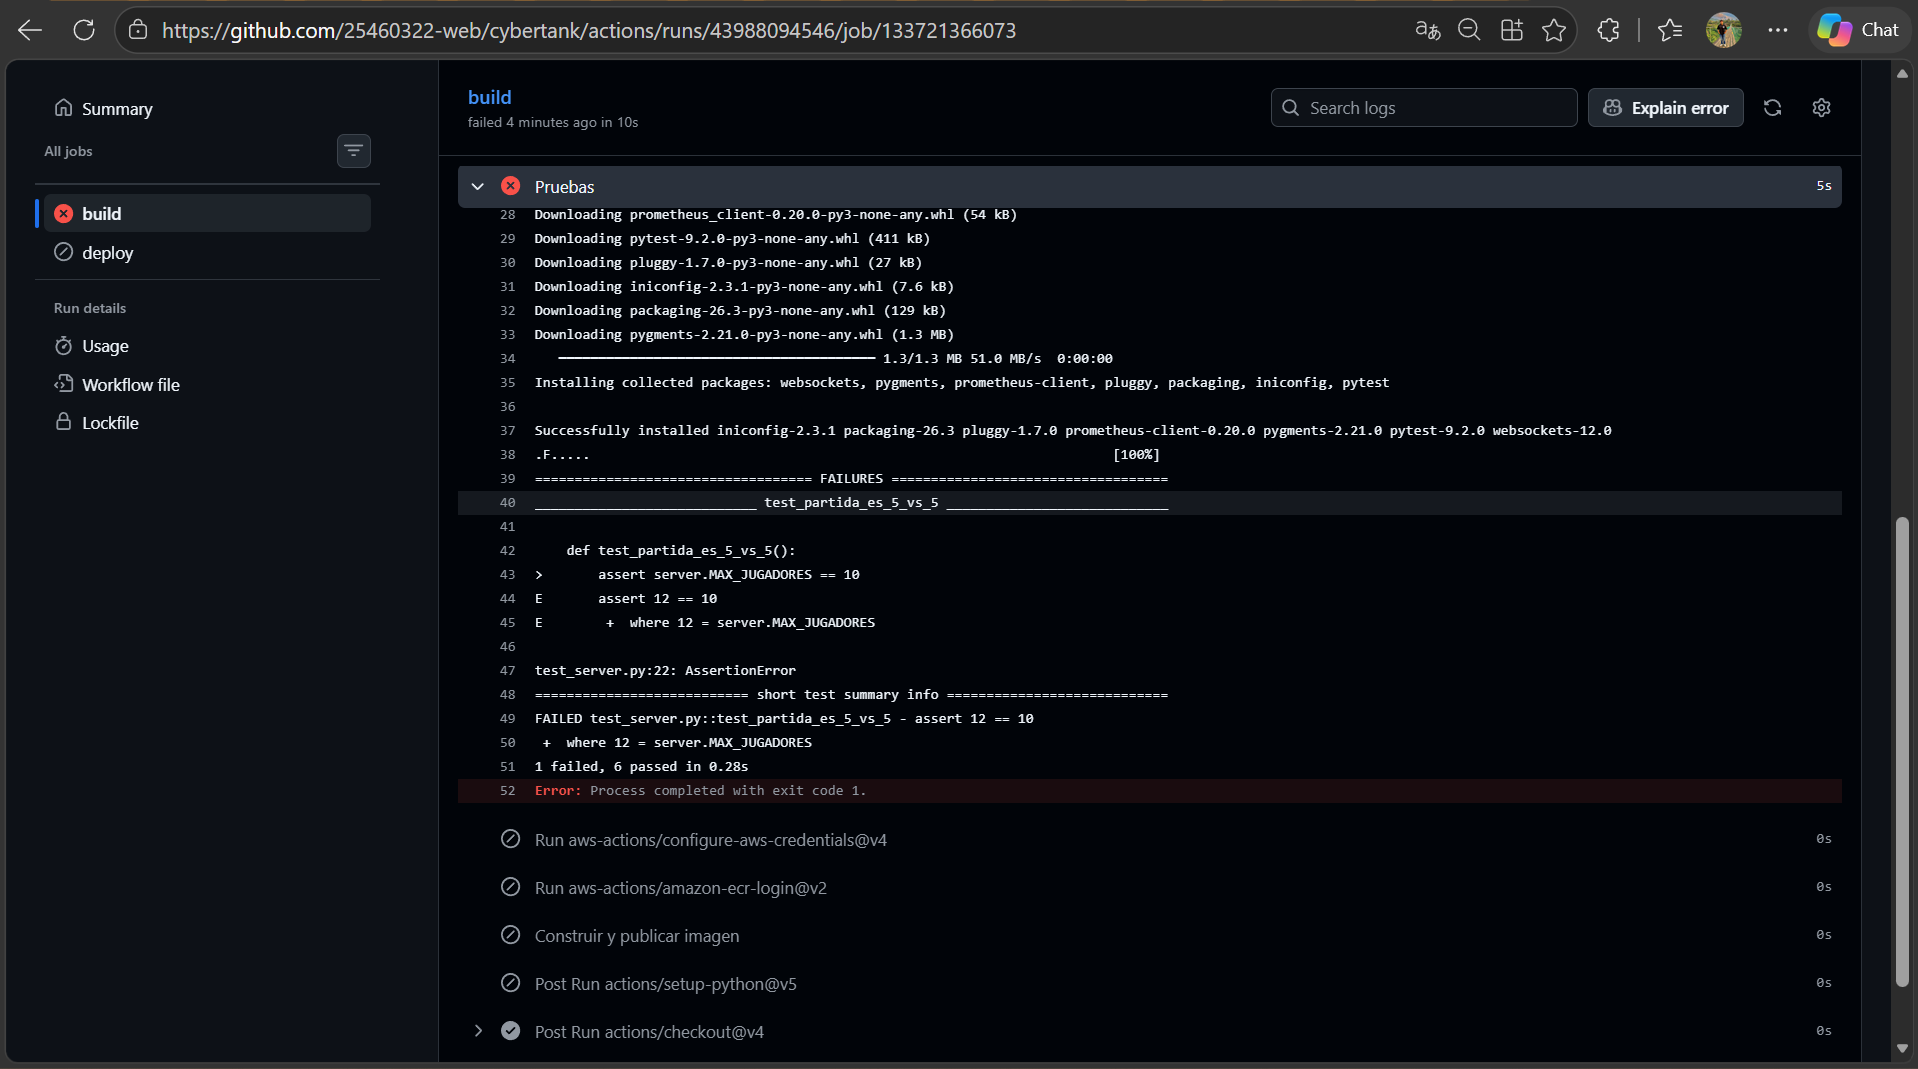 https://github.com/25460322-web/cybertank/actions/runs/43988094546/job/133721366073
Chat
Summary
All jobs
build
deploy
Run details
Usage
Workflow file
Lockfile
build
failed 4 minutes ago in 10s
Search logs
Explain error
Pruebas
5s
28 Downloading prometheus_client-0.20.0-py3-none-any.whl (54 kB)
29 Downloading pytest-9.2.0-py3-none-any.whl (411 kB)
30 Downloading pluggy-1.7.0-py3-none-any.whl (27 kB)
31 Downloading iniconfig-2.3.1-py3-none-any.whl (7.6 kB)
32 Downloading packaging-26.3-py3-none-any.whl (129 kB)
33 Downloading pygments-2.21.0-py3-none-any.whl (1.3 MB)
34 ━━━━━━━━━━━━━━━━━━━━━━━━━━━━━━━━━━━━━━━━ 1.3/1.3 MB 51.0 MB/s 0:00:00
35 Installing collected packages: websockets, pygments, prometheus-client, pluggy, packaging, iniconfig, pytest
36
37 Successfully installed iniconfig-2.3.1 packaging-26.3 pluggy-1.7.0 prometheus-client-0.20.0 pygments-2.21.0 pytest-9.2.0 websockets-12.0
38 .F..... [100%]
39 =================================== FAILURES ===================================
40 ____________________________ test_partida_es_5_vs_5 ____________________________
41
42 def test_partida_es_5_vs_5():
43 > assert server.MAX_JUGADORES == 10
44 E assert 12 == 10
45 E + where 12 = server.MAX_JUGADORES
46
47 test_server.py:22: AssertionError
48 =========================== short test summary info ============================
49 FAILED test_server.py::test_partida_es_5_vs_5 - assert 12 == 10
50 + where 12 = server.MAX_JUGADORES
51 1 failed, 6 passed in 0.28s
52 Error: Process completed with exit code 1.
Run aws-actions/configure-aws-credentials@v4 0s
Run aws-actions/amazon-ecr-login@v2 0s
Construir y publicar imagen 0s
Post Run actions/setup-python@v5 0s
Post Run actions/checkout@v4 0s